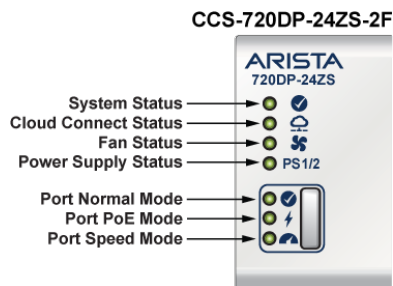 CCS-720DP-24ZS-2F
ARISTA
720DP-24ZS
System Status
Cloud Connect Status
Fan Status
Power Supply Status PS1/2
Port Normal Mode
Port PoE Mode
Port Speed Mode